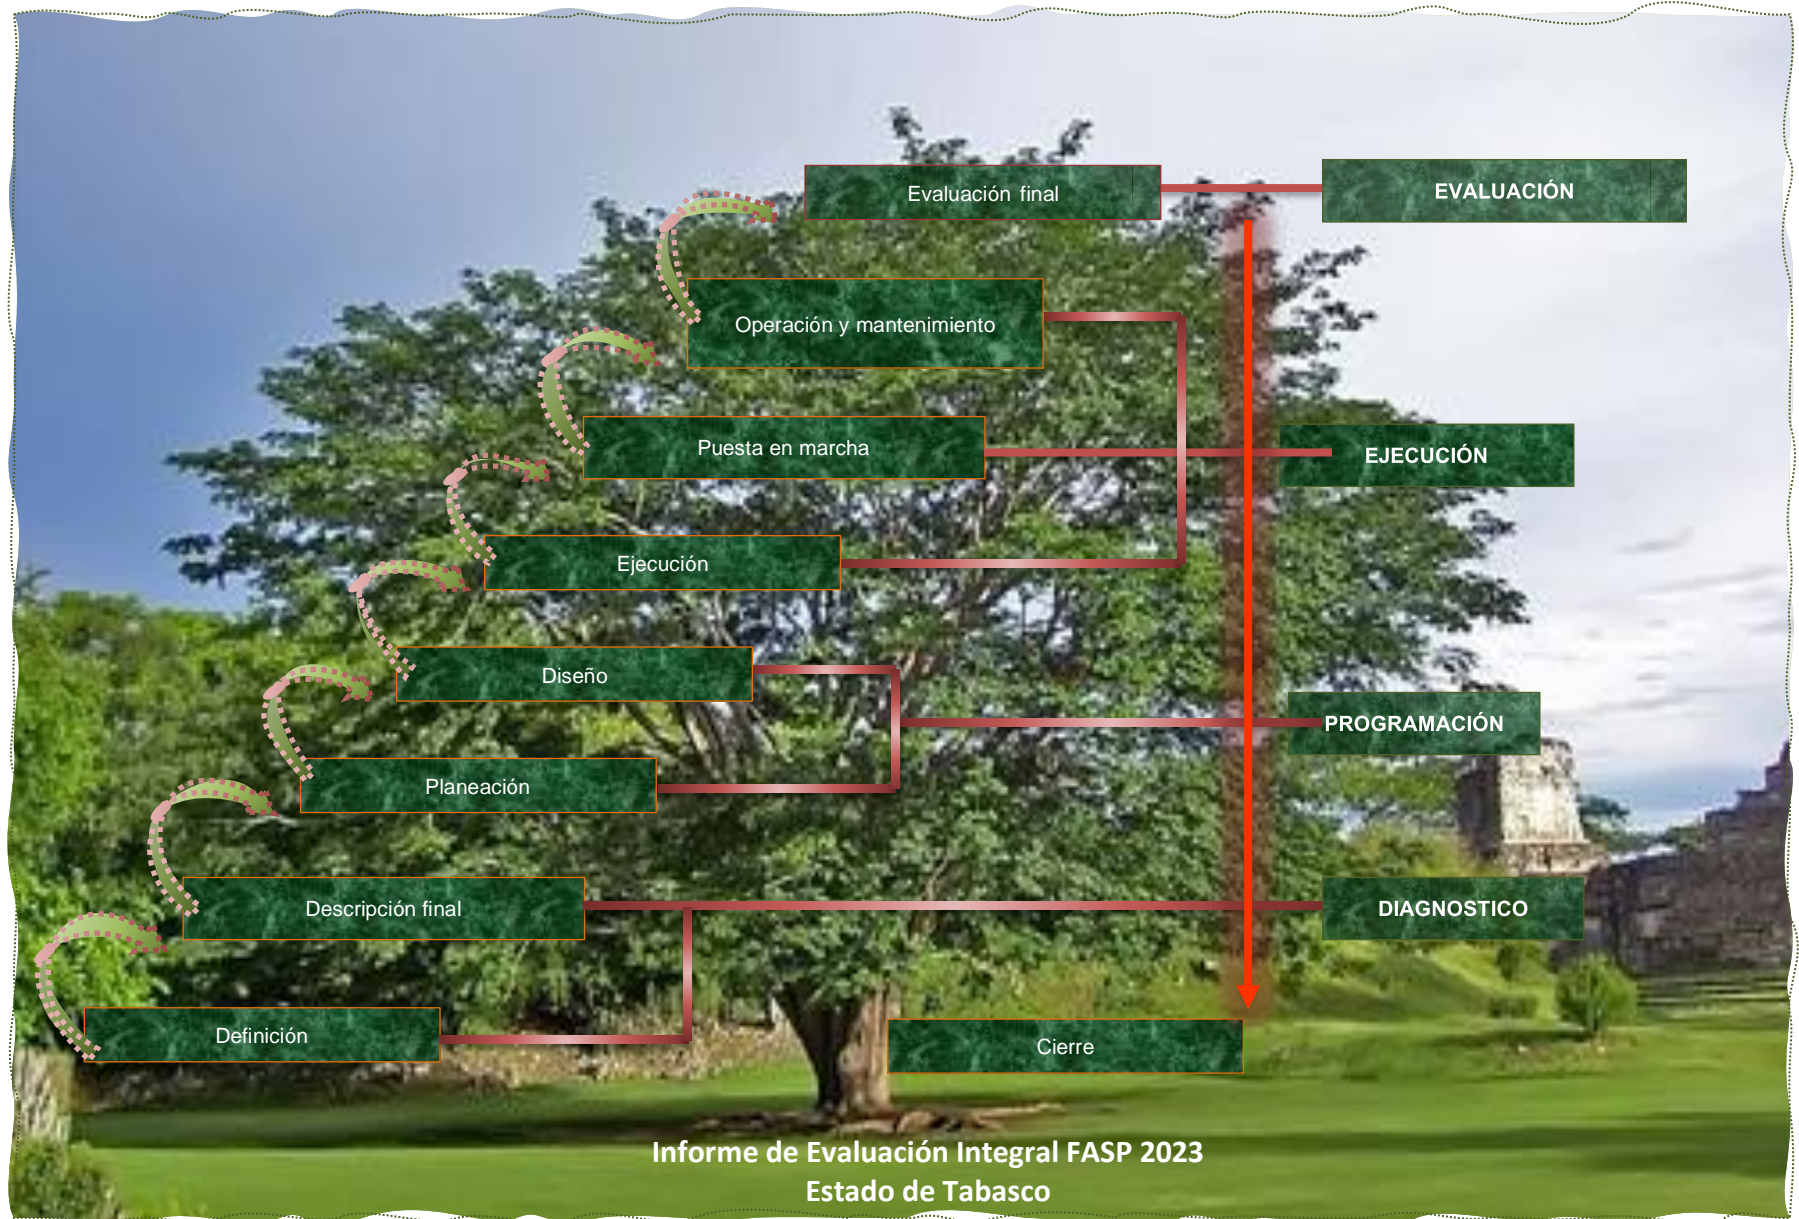 Evaluación final
EVALUACIÓN
Operación y mantenimiento
Puesta en marcha
EJECUCIÓN
Ejecución
Diseño
PROGRAMACIÓN
Planeación
Descripción final
DIAGNOSTICO
Definición
Cierre
Informe de Evaluación Integral FASP 2023
Estado de Tabasco